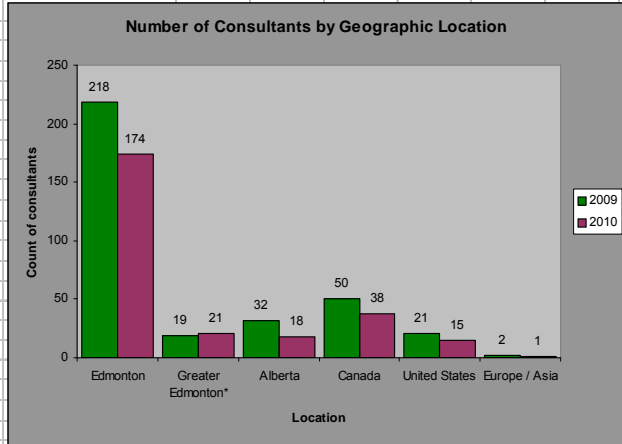 Number of Consultants by Geographic Location
Count of consultants
250
200
150
100
50
0
218
174
19
21
32
18
50
38
21
15
2
1
Edmonton
Greater
Edmonton*
Alberta
Canada
United States
Europe / Asia
Location
2009
2010